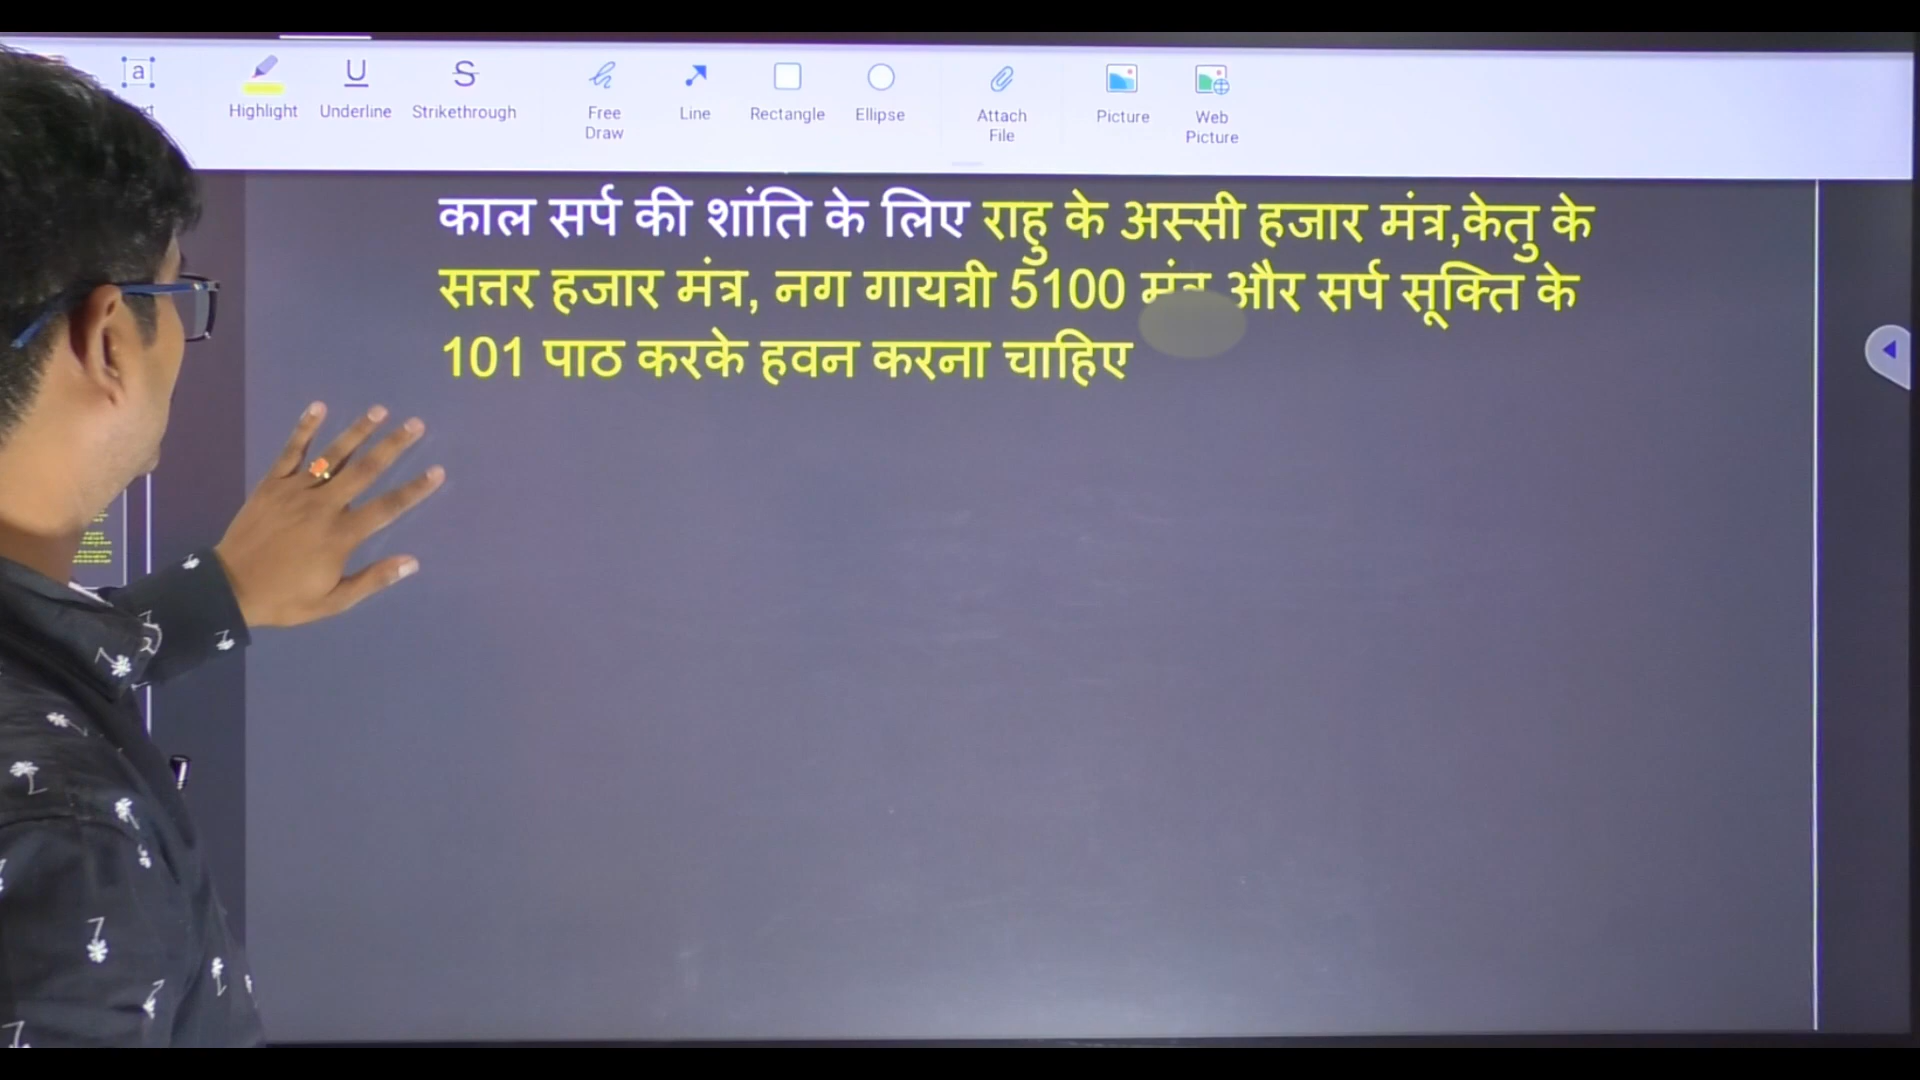 Highlight Underline Strikethrough Free Draw Line Rectangle Ellipse Attach File Picture Web Picture
काल सर्प की शांति के लिए राहु के अस्सी हजार मंत्र,केतु के
सत्तर हजार मंत्र, नग गायत्री 5100 मंत्र और सर्प सूक्ति के
101 पाठ करके हवन करना चाहिए